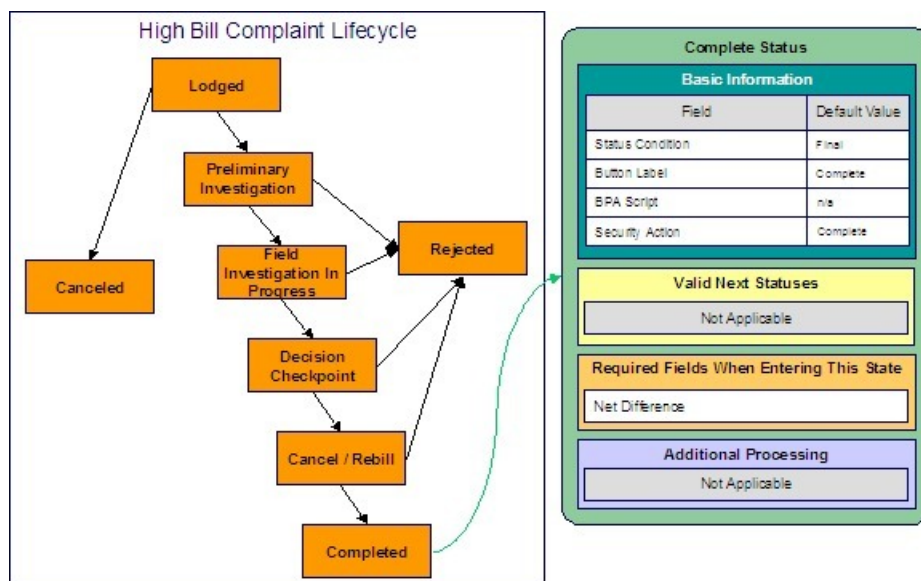 High Bill Complaint Lifecycle
Lodged
Preliminary
Investigation
Field
Investigation In
Progress
Rejected
Canceled
Decision
Checkpoint
Cancel / Rebill
Completed
Complete Status
Basic Information
Field Default Value
Status Condition Final
Button Label Complete
BPA Script n/a
Security Action Complete
Valid Next Statuses
Not Applicable
Required Fields When Entering This State
Net Difference
Additional Processing
Not Applicable